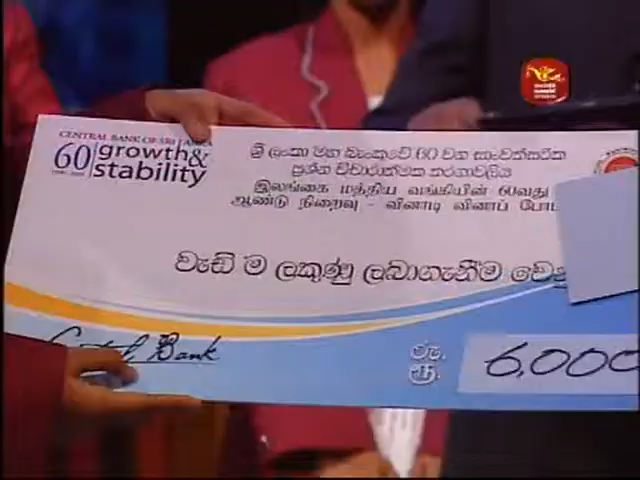 CENTRAL BANK OF SRI LANKA
60 growth & stability
ශ්‍රී ලංකා මහ බැංකුවේ 60 වන සංවත්සරික
ප්‍රශ්න විචාරාත්මක තරගාවලිය
இலங்கை மத்திய வங்கியின் 60வது
ஆண்டு நிறைவு - வினாடி வினாப்
වැඩි ම ලකුණු ලබාගැනීම
Central Bank
රු.
ரூ.
6,000